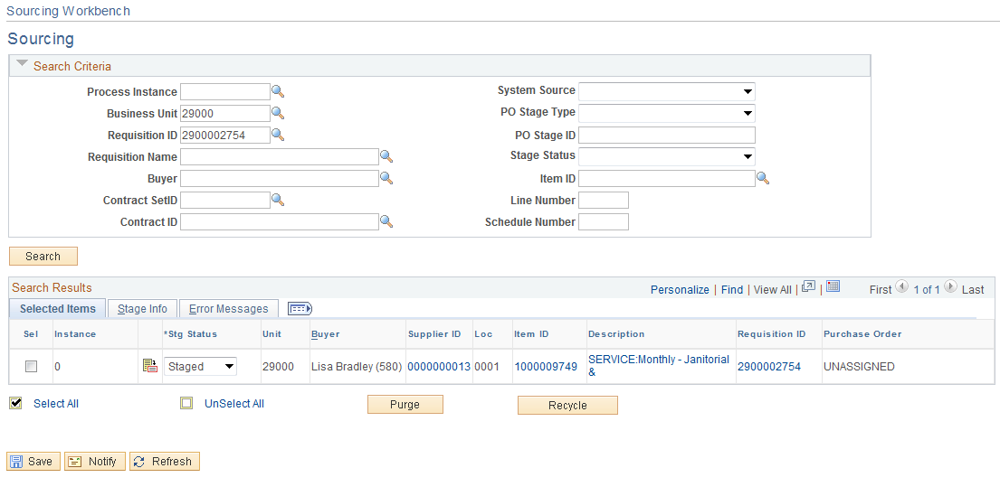 Sourcing Workbench
Sourcing
Search Criteria
Process Instance
System Source
Business Unit 29000
PO Stage Type
Requisition ID 2900002754
PO Stage ID
Requisition Name
Stage Status
Buyer
Item ID
Contract SetID
Line Number
Contract ID
Schedule Number
Search
Search Results
Personalize | Find | View All | | First 1 of 1 Last
Selected Items Stage Info Error Messages
Sel Instance *Stg Status Unit Buyer Supplier ID Loc Item ID Description Requisition ID Purchase Order
0 Staged 29000 Lisa Bradley (580) 0000000013 0001 1000009749 SERVICE:Monthly - Janitorial 2900002754 UNASSIGNED
&
Select All UnSelect All Purge Recycle
Save Notify Refresh